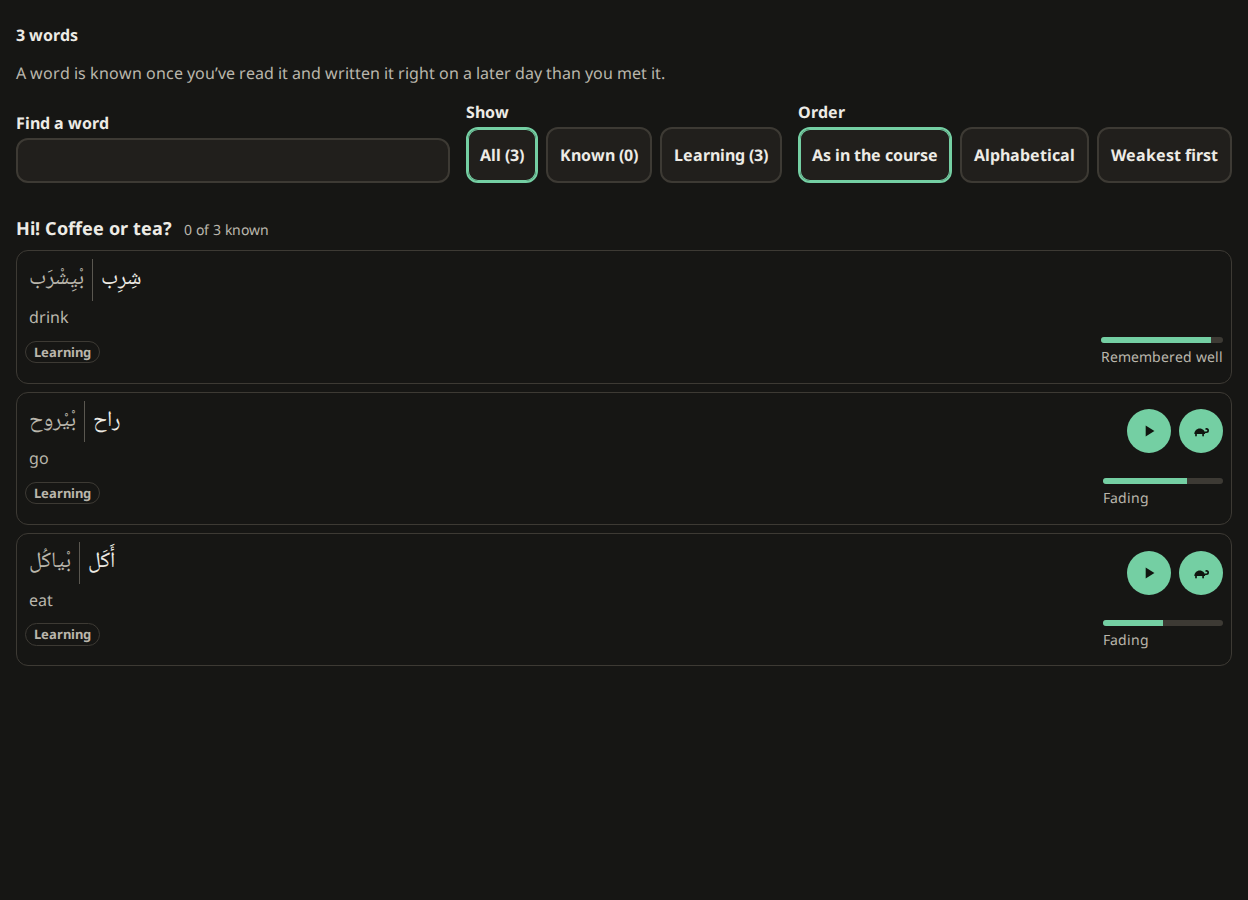 3 words
A word is known once you’ve read it and written it right on a later day than you met it.
Find a word
Show
All (3) Known (0) Learning (3)
Order
As in the course Alphabetical Weakest first
Hi! Coffee or tea? 0 of 3 known
شِرِب بْيِشْرَب
drink
Learning
Remembered well
راح بْيْروح
go
Learning
Fading
أَكَل بْياكُل
eat
Learning
Fading